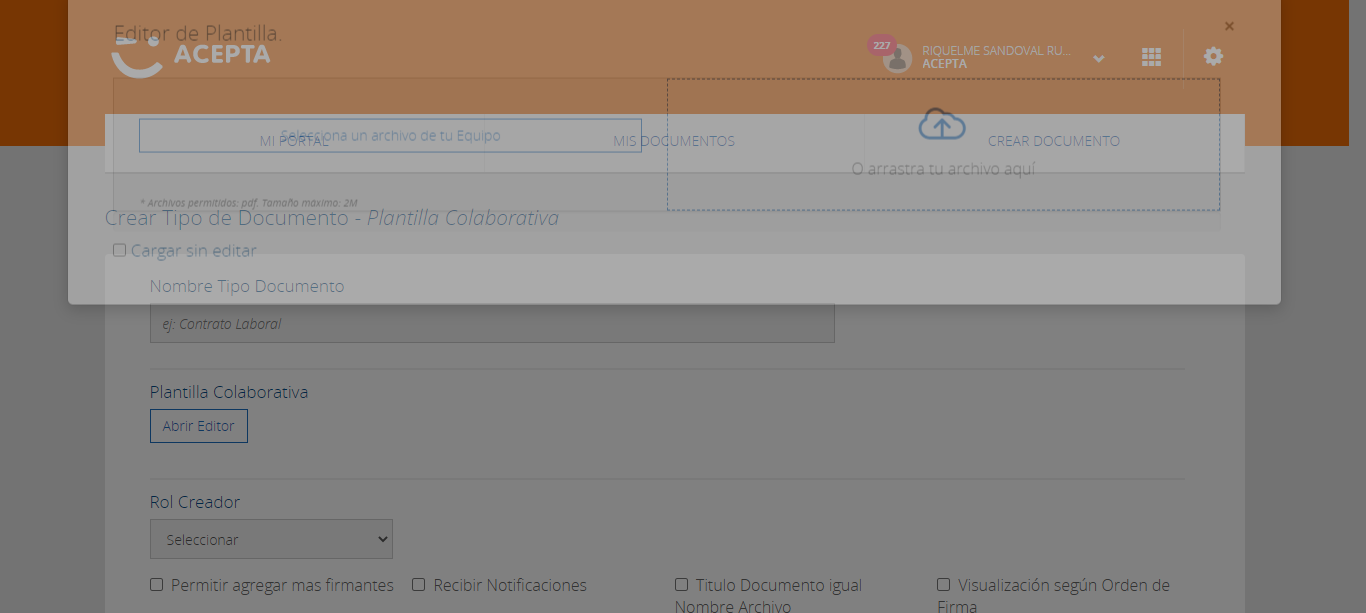 Editor de Plantilla.
×
ACEPTA
227
RIQUELME SANDOVAL RU...
ACEPTA
Selecciona un archivo de tu Equipo
MI PORTAL
MIS DOCUMENTOS
CREAR DOCUMENTO
O arrastra tu archivo aquí
* Archivos permitidos: pdf. Tamaño máximo: 2M
Crear Tipo de Documento - Plantilla Colaborativa
Cargar sin editar
Nombre Tipo Documento
ej: Contrato Laboral
Plantilla Colaborativa
Abrir Editor
Rol Creador
Seleccionar
Permitir agregar mas firmantes
Recibir Notificaciones
Titulo Documento igual
Nombre Archivo
Visualización según Orden de
Firma